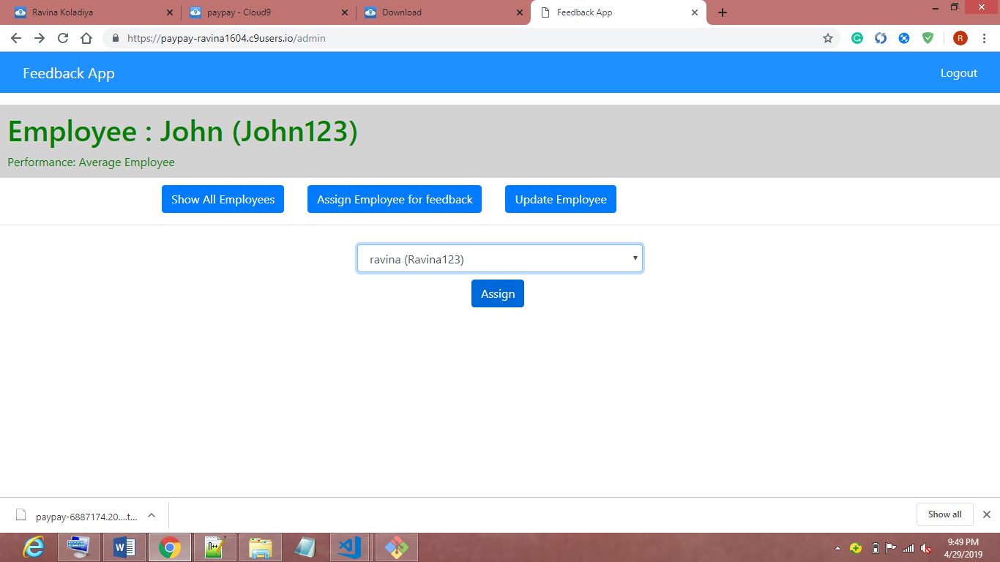 Ravina Koladiya
paypay - Cloud9
Download
Feedback App
https://paypay-ravina1604.c9users.io/admin
R
Feedback App
Logout
Employee : John (John123)
Performance: Average Employee
Show All Employees
Assign Employee for feedback
Update Employee
ravina (Ravina123)
Assign
paypay-6887174.20....t...
Show all
9:49 PM
4/29/2019